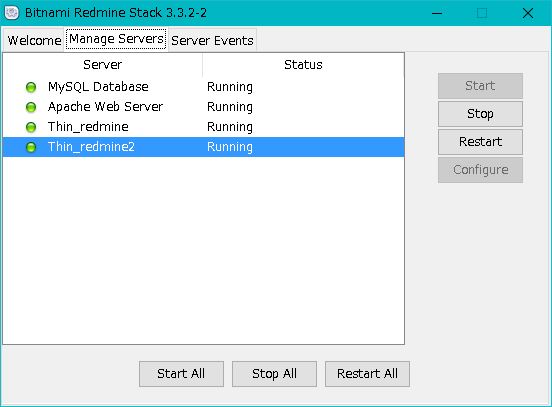 Bitnami Redmine Stack 3.3.2-2
Welcome Manage Servers Server Events
Server Status
MySQL Database Running
Apache Web Server Running
Thin_redmine Running
Thin_redmine2 Running
Start
Stop
Restart
Configure
Start All Stop All Restart All